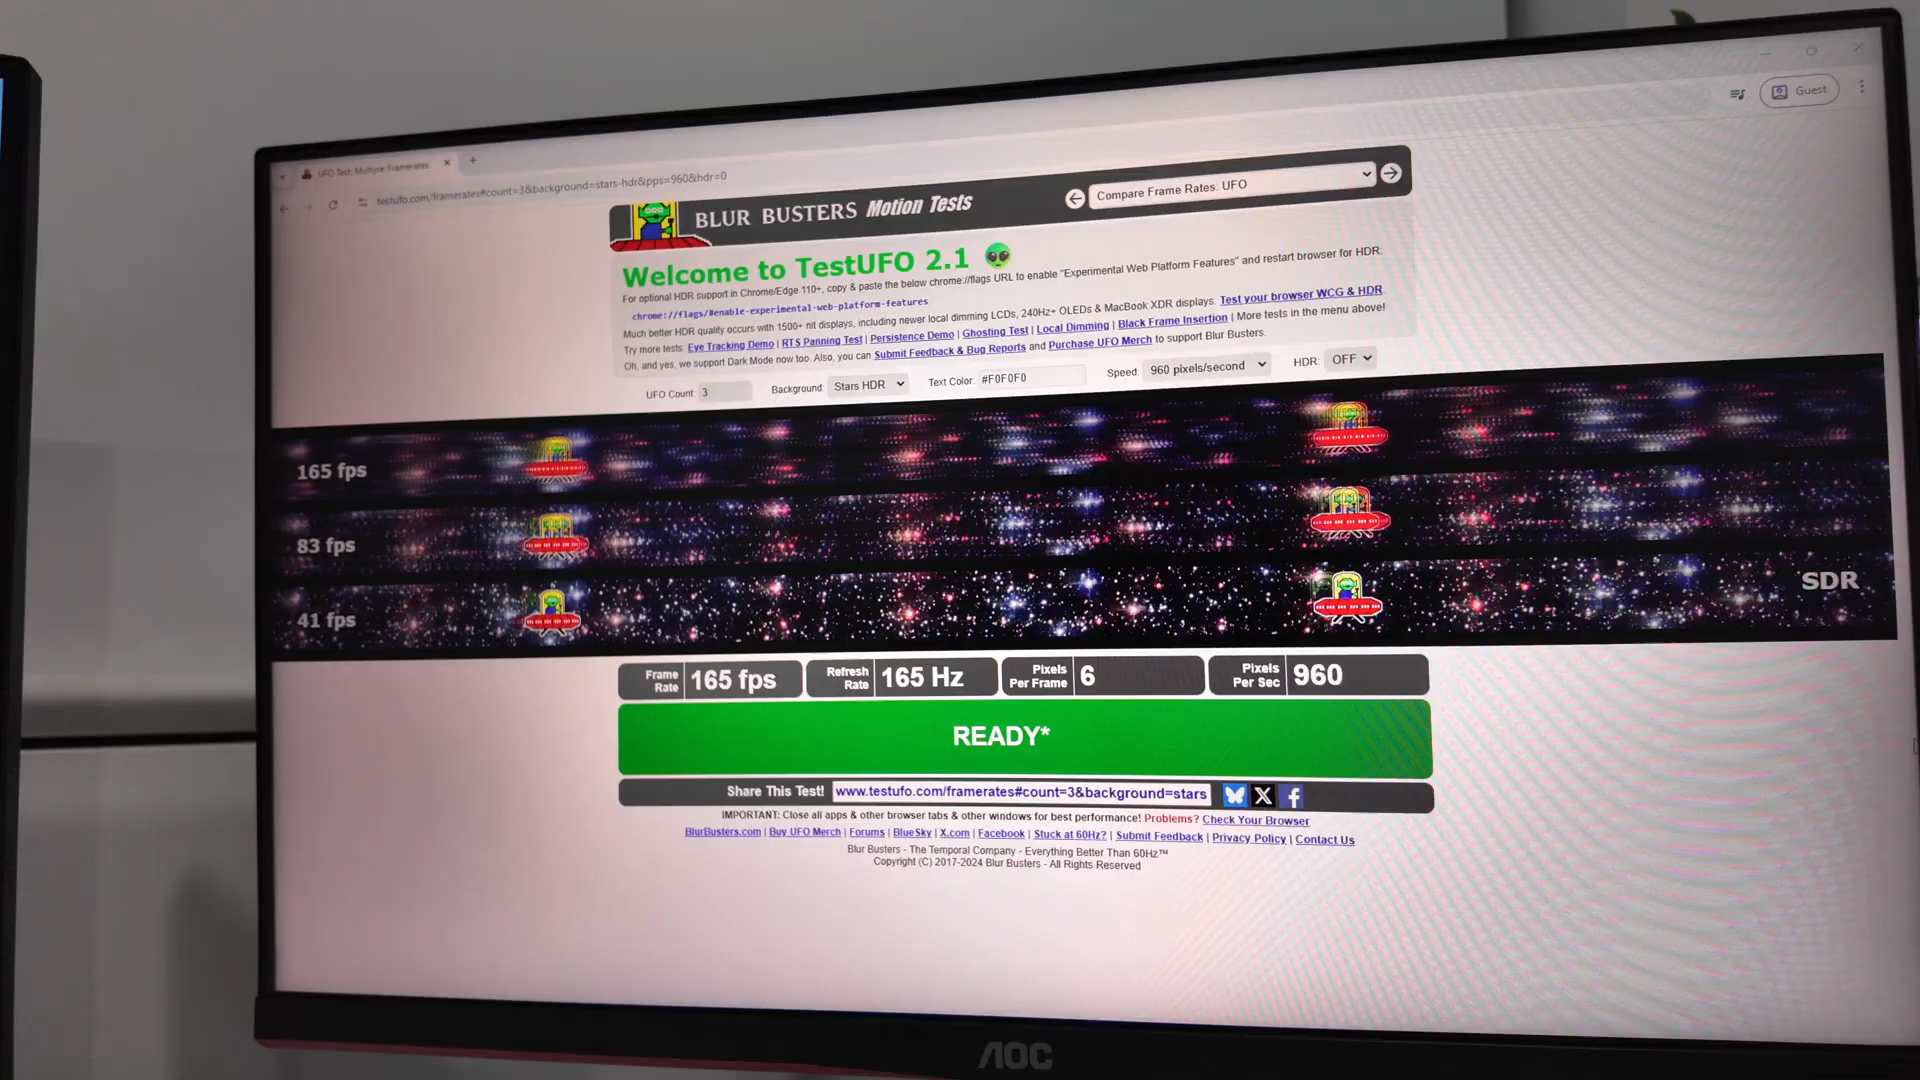 UFO Test: Multiple Framerates
Guest
testufo.com/framerates#count=3&background=stars-hdr&pps=960&hdr=0
BLUR BUSTERS Motion Tests
Compare Frame Rates. UFO
Welcome to TestUFO 2.1
For optional HDR support in Chrome/Edge 110+, copy & paste the below chrome://flags URL to enable "Experimental Web Platform Features" and restart browser for HDR:
chrome://flags/#enable-experimental-web-platform-features
Much better HDR quality occurs with 1500+ nit displays, including newer local dimming LCDs, 240Hz+ OLEDs & MacBook XDR displays. Test your browser WCG & HDR
Try more tests: Eye Tracking Demo | RTS Panning Test | Persistence Demo | Ghosting Test | Local Dimming | Black Frame Insertion | More tests in the menu above!
Oh, and yes, we support Dark Mode now too. Also, you can Submit Feedback & Bug Reports and Purchase UFO Merch to support Blur Busters.
UFO Count: 3 Background: Stars HDR Text Color: #F0F0F0 Speed: 960 pixels/second HDR: OFF
165 fps
83 fps
41 fps
SDR
Frame Rate 165 fps Refresh Rate 165 Hz Pixels Per Frame 6 Pixels Per Sec 960
READY*
Share This Test! www.testufo.com/framerates#count=3&background=stars
IMPORTANT: Close all apps & other browser tabs & other windows for best performance! Problems? Check Your Browser
BlurBusters.com | Buy UFO Merch | Forums | BlueSky | X.com | Facebook | Stuck at 60Hz? | Submit Feedback | Privacy Policy | Contact Us
Blur Busters - The Temporal Company - Everything Better Than 60Hz™
Copyright (C) 2017-2024 Blur Busters - All Rights Reserved
AOC